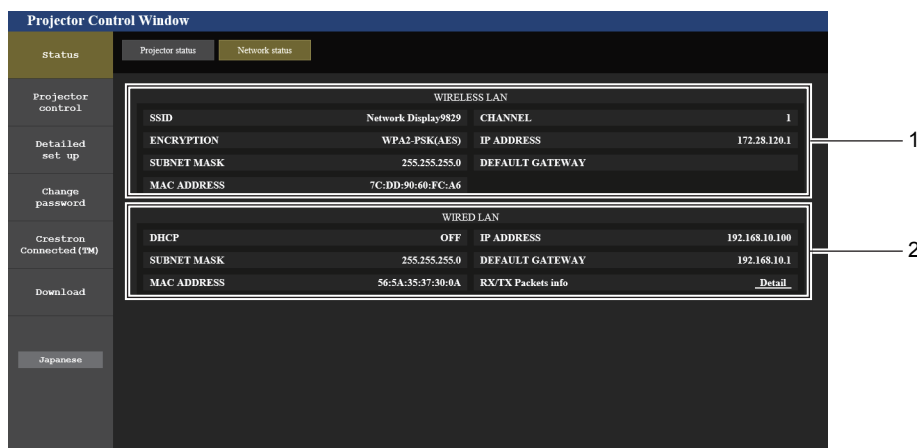 Projector Control Window
Status
Projector status
Network status
Projector
control
Detailed
set up
Change
password
Crestron
Connected(TM)
Download
Japanese
WIRELESS LAN
SSID Network Display9829 CHANNEL 1
ENCRYPTION WPA2-PSK(AES) IP ADDRESS 172.28.120.1
SUBNET MASK 255.255.255.0 DEFAULT GATEWAY
MAC ADDRESS 7C:DD:90:60:FC:A6
1
WIRED LAN
DHCP OFF IP ADDRESS 192.168.10.100
SUBNET MASK 255.255.255.0 DEFAULT GATEWAY 192.168.10.1
MAC ADDRESS 56:5A:35:37:30:0A RX/TX Packets info Detail
2